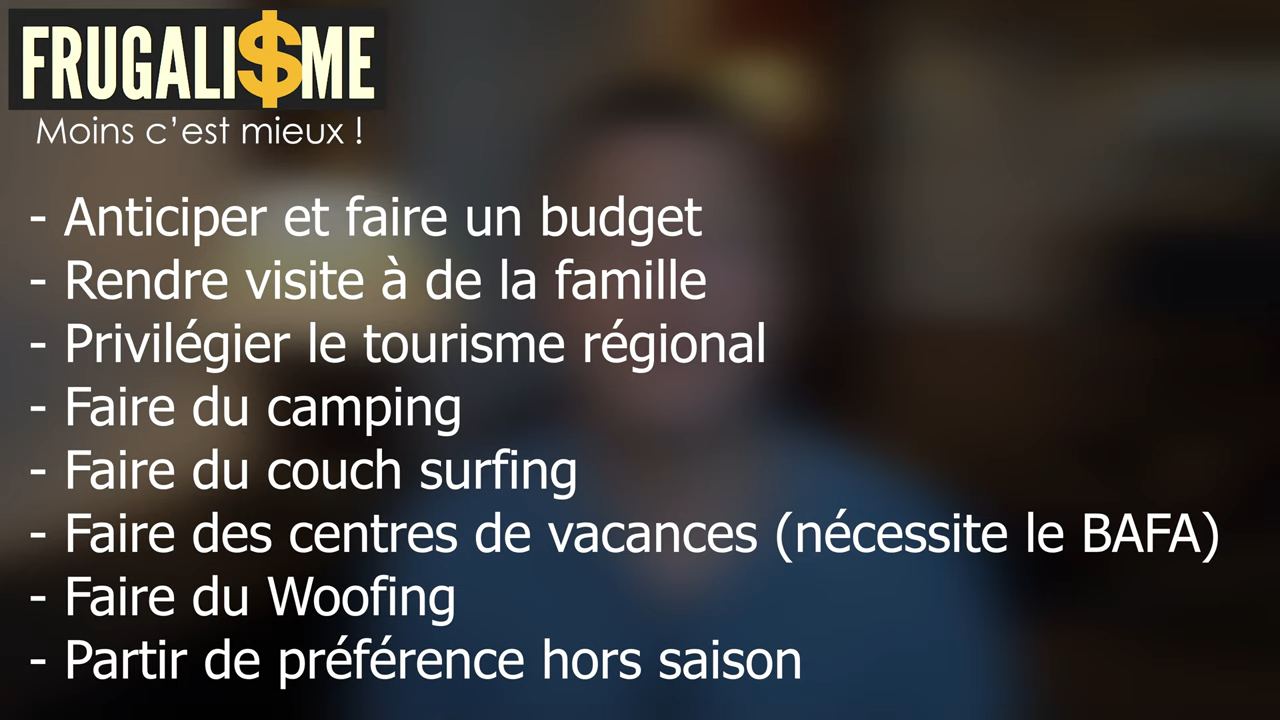 FRUGALI$ME
Moins c'est mieux !
- Anticiper et faire un budget
- Rendre visite à de la famille
- Privilégier le tourisme régional
- Faire du camping
- Faire du couch surfing
- Faire des centres de vacances (nécessite le BAFA)
- Faire du Woofing
- Partir de préférence hors saison